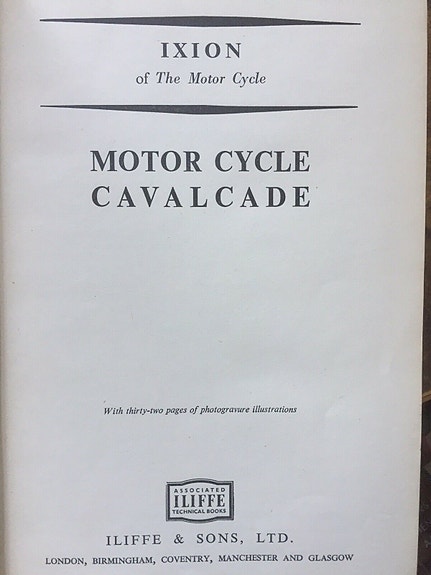 IXION
of The Motor Cycle
MOTOR CYCLE
CAVALCADE
With thirty-two pages of photogravure illustrations
ASSOCIATED
ILIFFE
TECHNICAL BOOKS
ILIFFE & SONS, LTD.
LONDON, BIRMINGHAM, COVENTRY, MANCHESTER AND GLASGOW